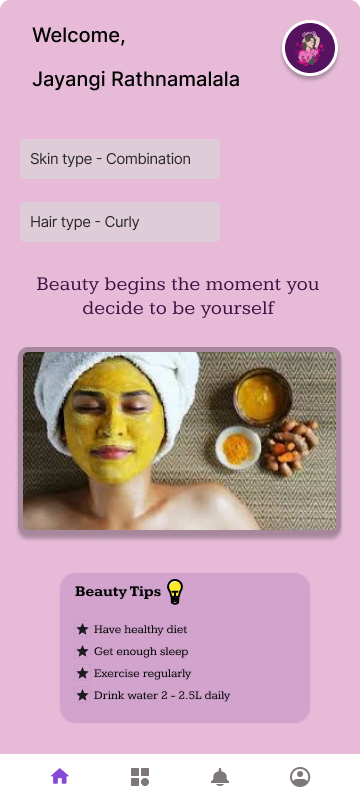 Welcome,
Jayangi Rathnamalala
Skin type - Combination
Hair type - Curly
Beauty begins the moment you
decide to be yourself
Beauty Tips
Have healthy diet
Get enough sleep
Exercise regularly
Drink water 2 - 2.5L daily